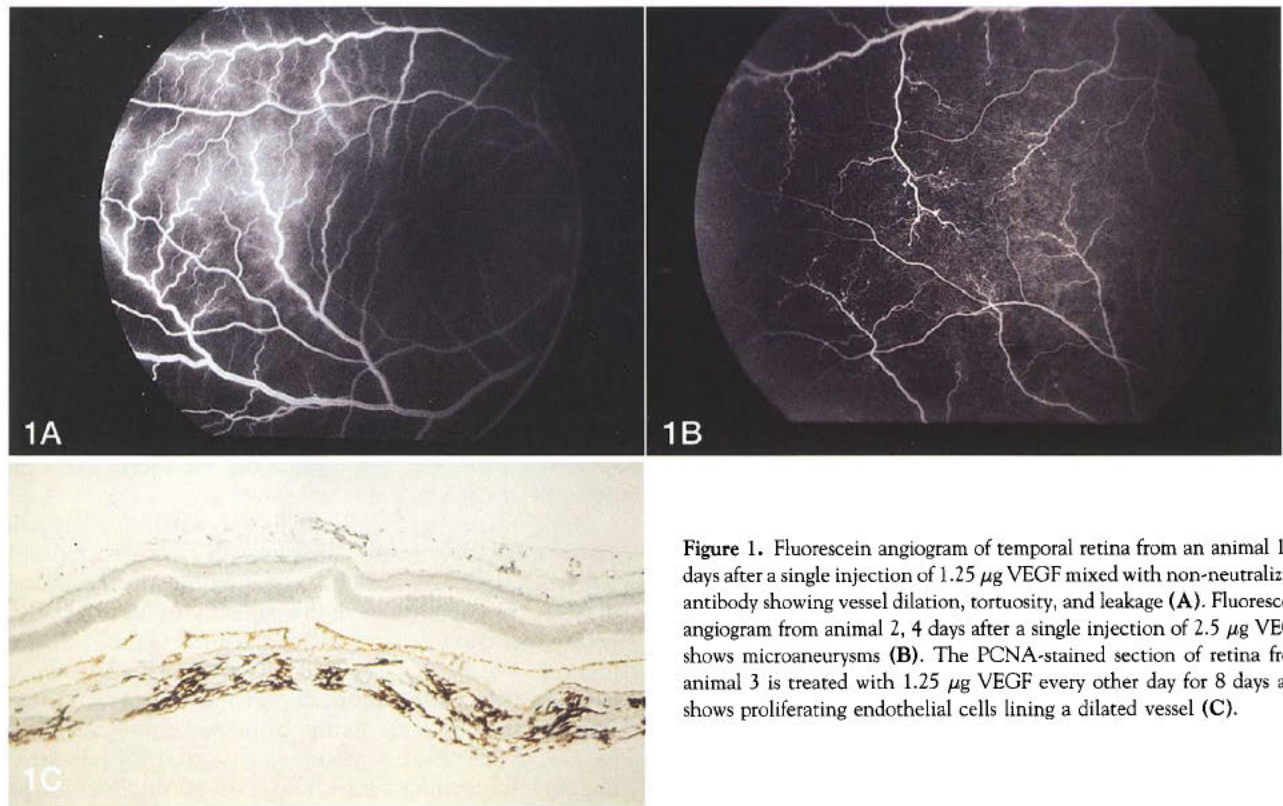 1A
1B
1C
Figure 1. Fluorescein angiogram of temporal retina from an animal 1
days after a single injection of 1.25 µg VEGF mixed with non-neutraliz
antibody showing vessel dilation, tortuosity, and leakage (A). Fluoresce
angiogram from animal 2, 4 days after a single injection of 2.5 µg VEG
shows microaneurysms (B). The PCNA-stained section of retina fro
animal 3 is treated with 1.25 µg VEGF every other day for 8 days a
shows proliferating endothelial cells lining a dilated vessel (C).